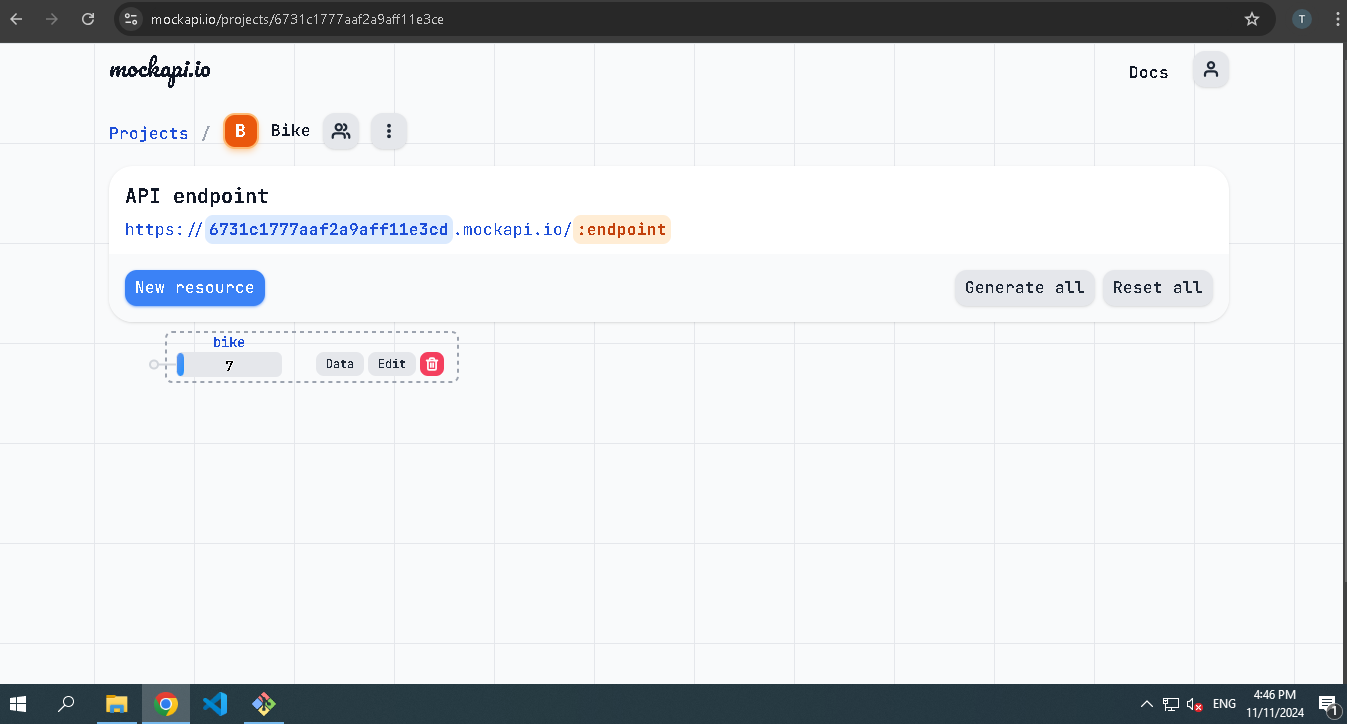 mockapi.io/projects/6731c1777aaf2a9aff11e3ce
T
mockapi.io
Docs
Projects / B Bike
API endpoint
https://6731c1777aaf2a9aff11e3cd.mockapi.io/:endpoint
New resource
Generate all
Reset all
bike
7
Data
Edit
ENG
4:46 PM
11/11/2024
1